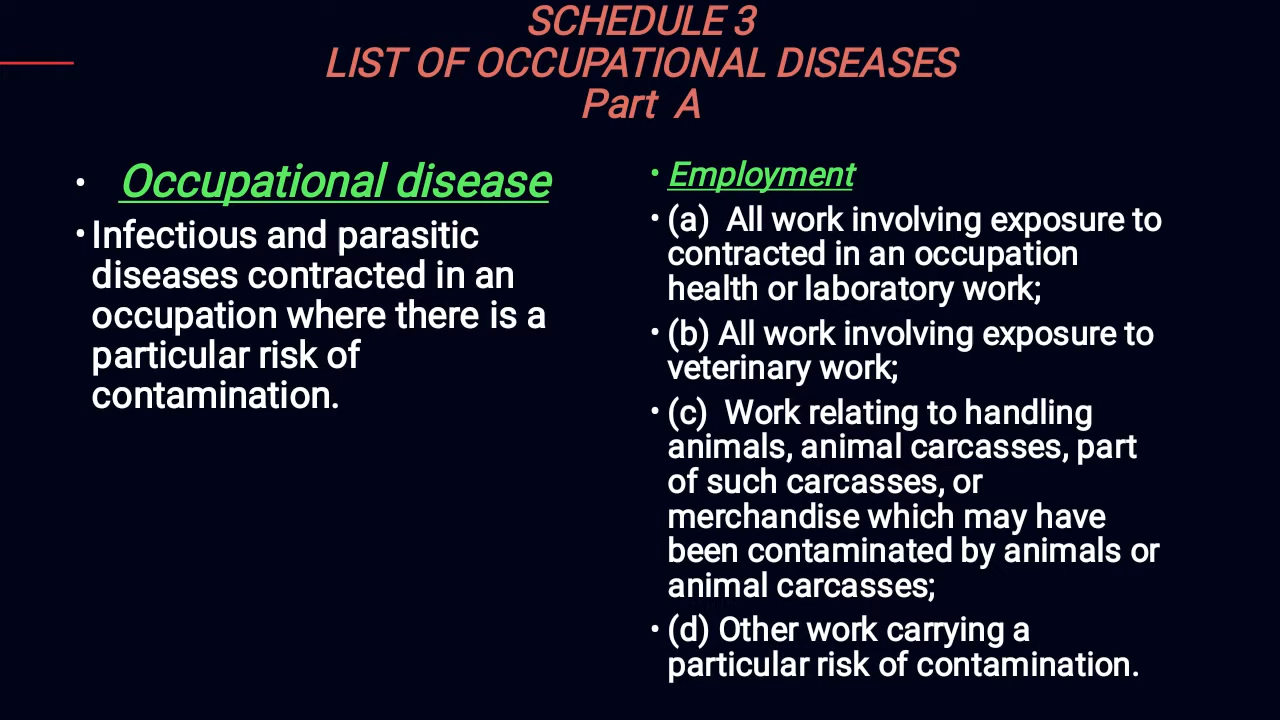 SCHEDULE 3
LIST OF OCCUPATIONAL DISEASES
Part A
• Occupational disease
• Infectious and parasitic
diseases contracted in an
occupation where there is a
particular risk of
contamination.
• Employment
• (a) All work involving exposure to
contracted in an occupation
health or laboratory work;
• (b) All work involving exposure to
veterinary work;
• (c) Work relating to handling
animals, animal carcasses, part
of such carcasses, or
merchandise which may have
been contaminated by animals or
animal carcasses;
• (d) Other work carrying a
particular risk of contamination.